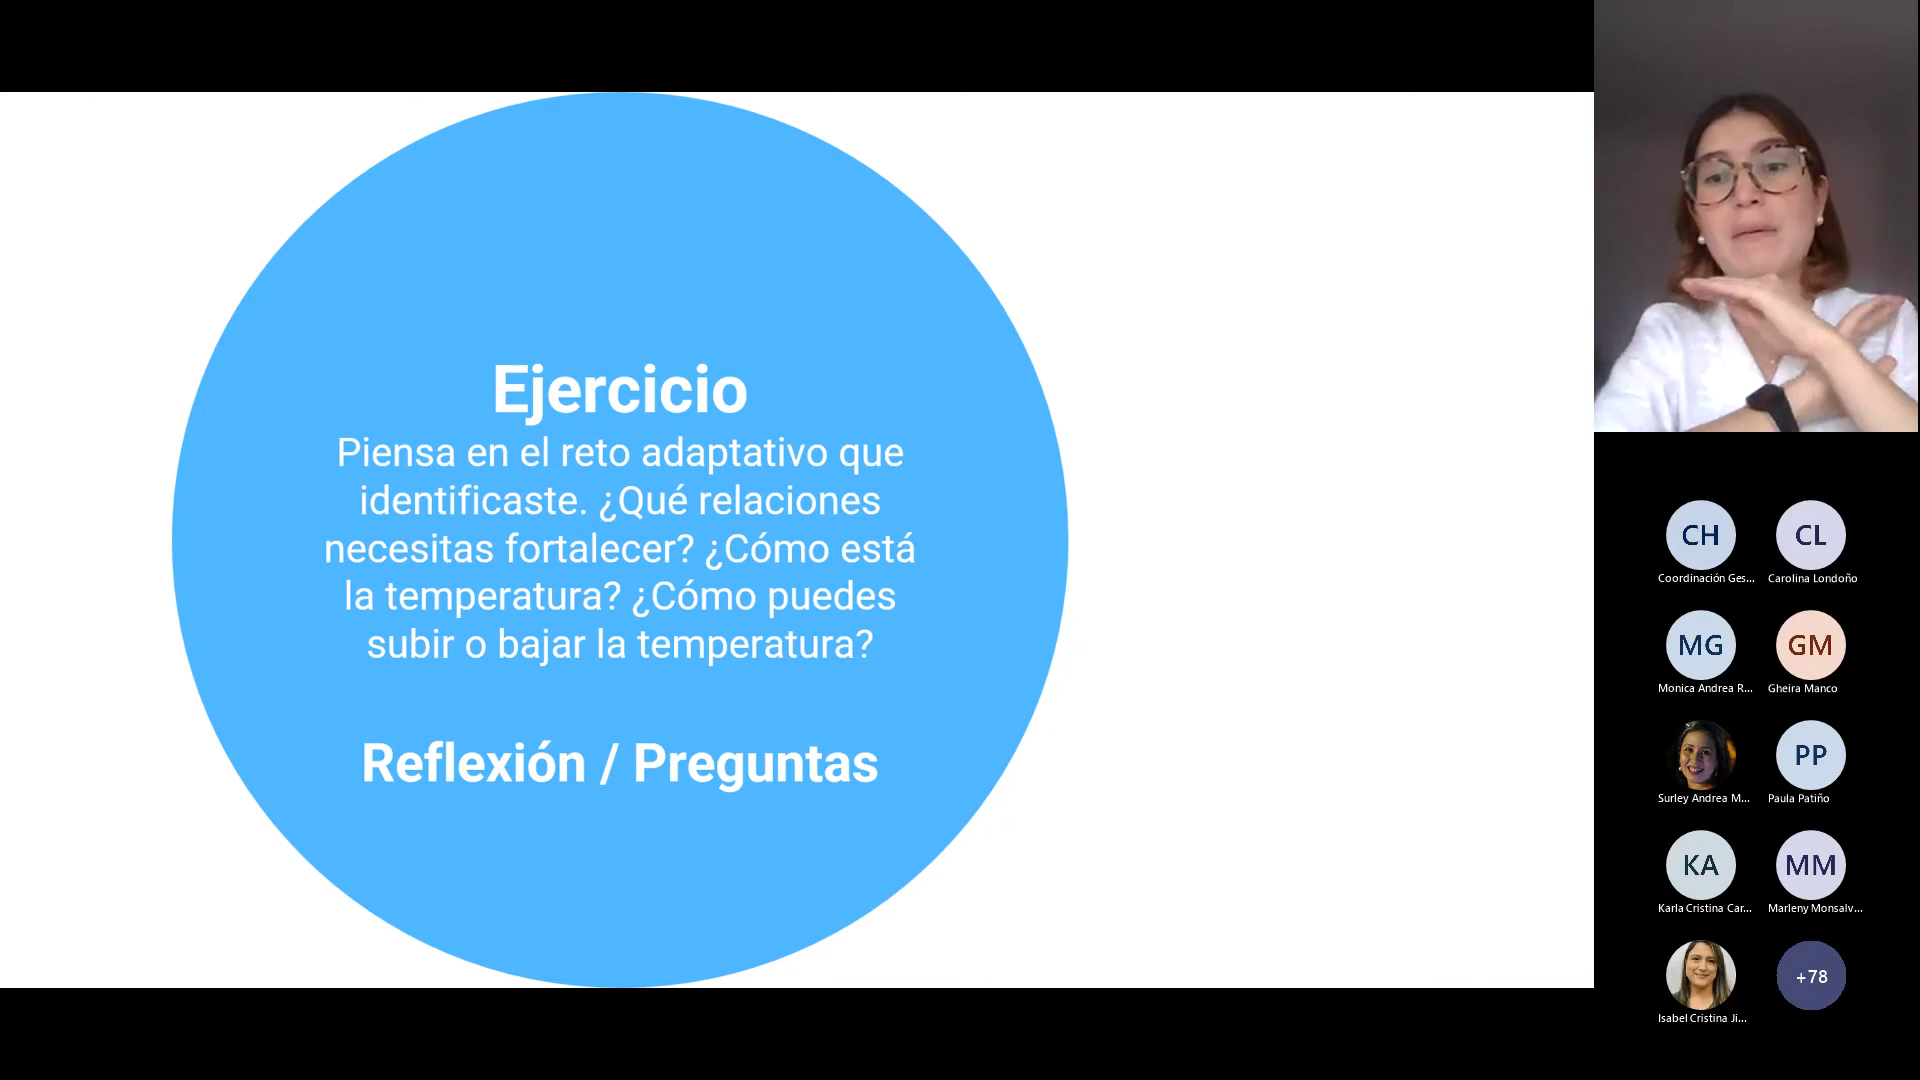 Ejercicio
Piensa en el reto adaptativo que
identificaste. ¿Qué relaciones
necesitas fortalecer? ¿Cómo está
la temperatura? ¿Cómo puedes
subir o bajar la temperatura?
Reflexión / Preguntas
CH
Coordinación Ges...
CL
Carolina Londoño
MG
Monica Andrea R...
GM
Gheira Manco
Surley Andrea M...
PP
Paula Patiño
KA
Karla Cristina Car...
MM
Marleny Monsalv...
Isabel Cristina Ji...
+78